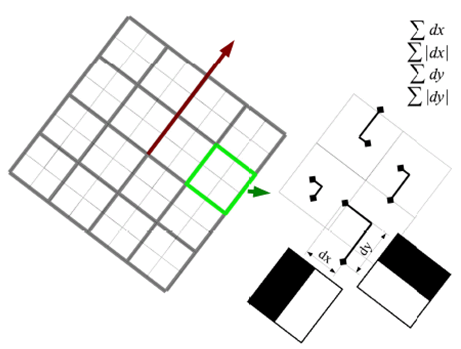 ∑ dx
∑ |dx|
∑ dy
∑ |dy|
dx
dy